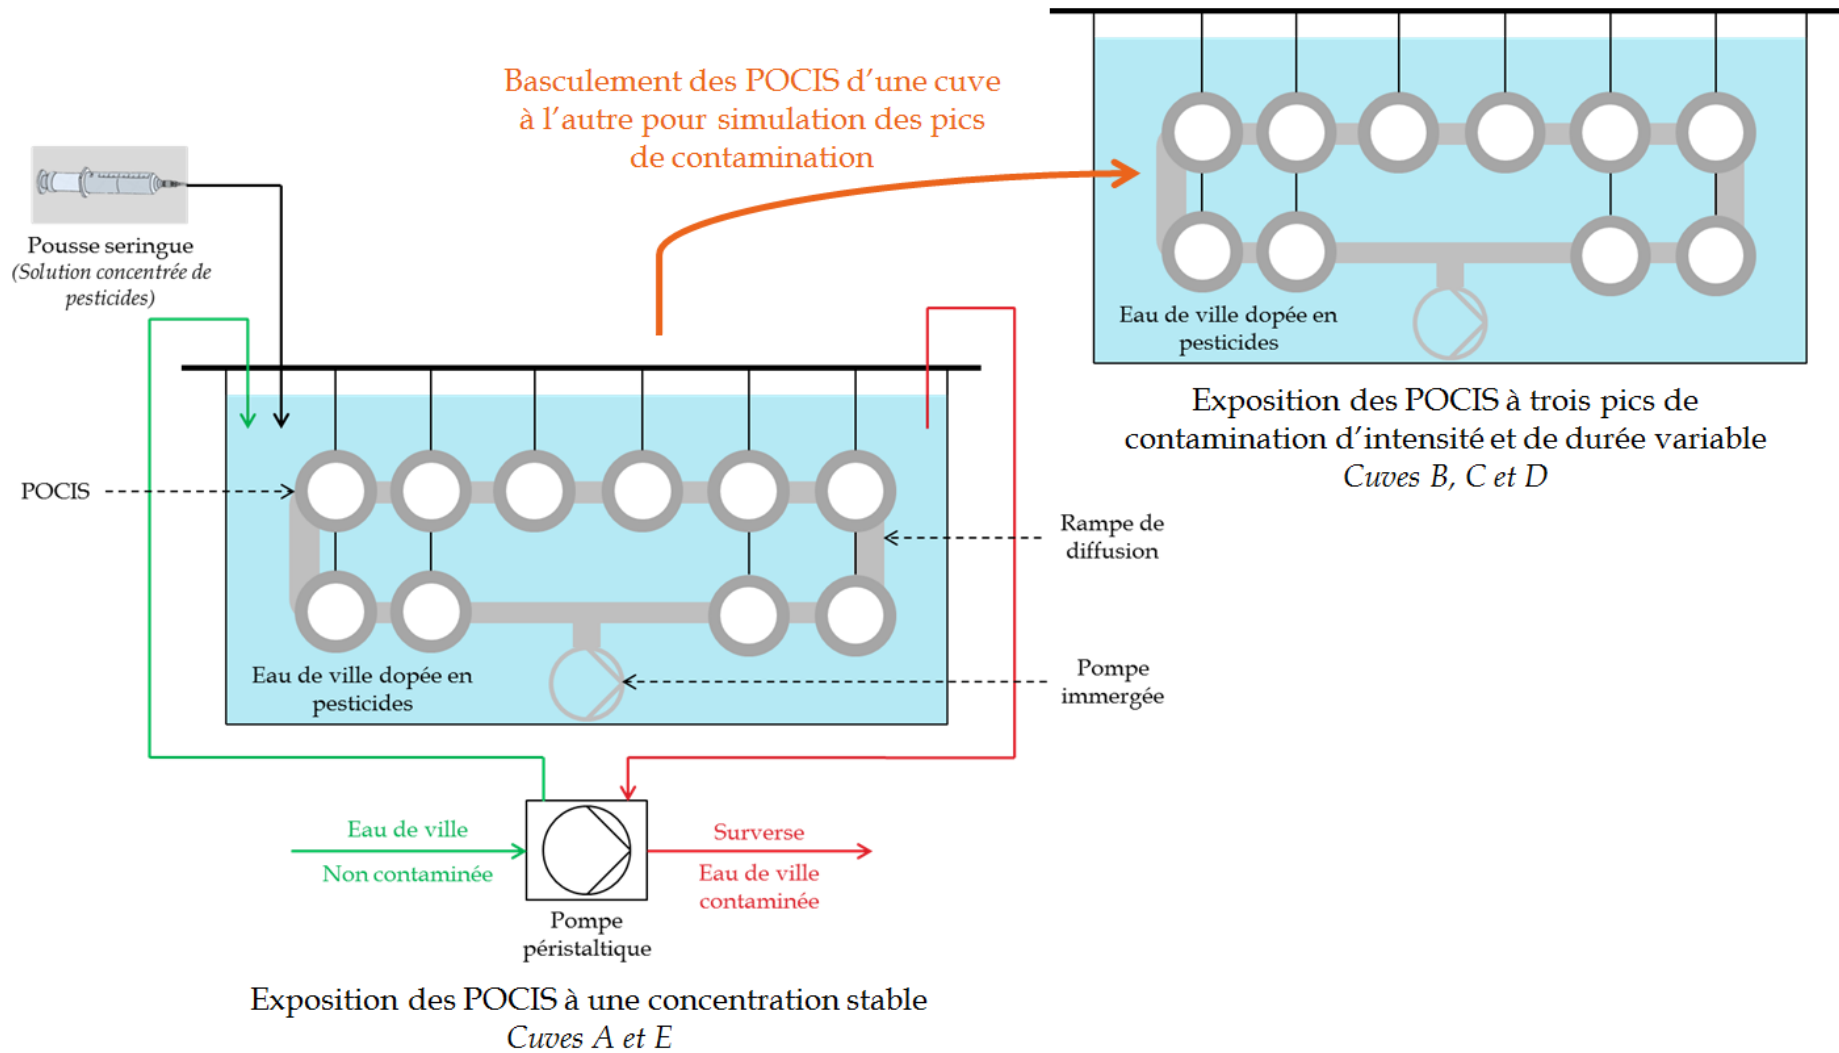 Basculement des POCIS d'une cuve
à l'autre pour simulation des pics
de contamination
Pousse seringue
(Solution concentrée de
pesticides)
Eau de ville dopée en
pesticides
Exposition des POCIS à trois pics de
contamination d'intensité et de durée variable
Cuves B, C et D
POCIS
Rampe de
diffusion
Eau de ville dopée en
pesticides
Pompe
immergée
Eau de ville
Non contaminée
Surverse
Eau de ville
contaminée
Pompe
péristaltique
Exposition des POCIS à une concentration stable
Cuves A et E